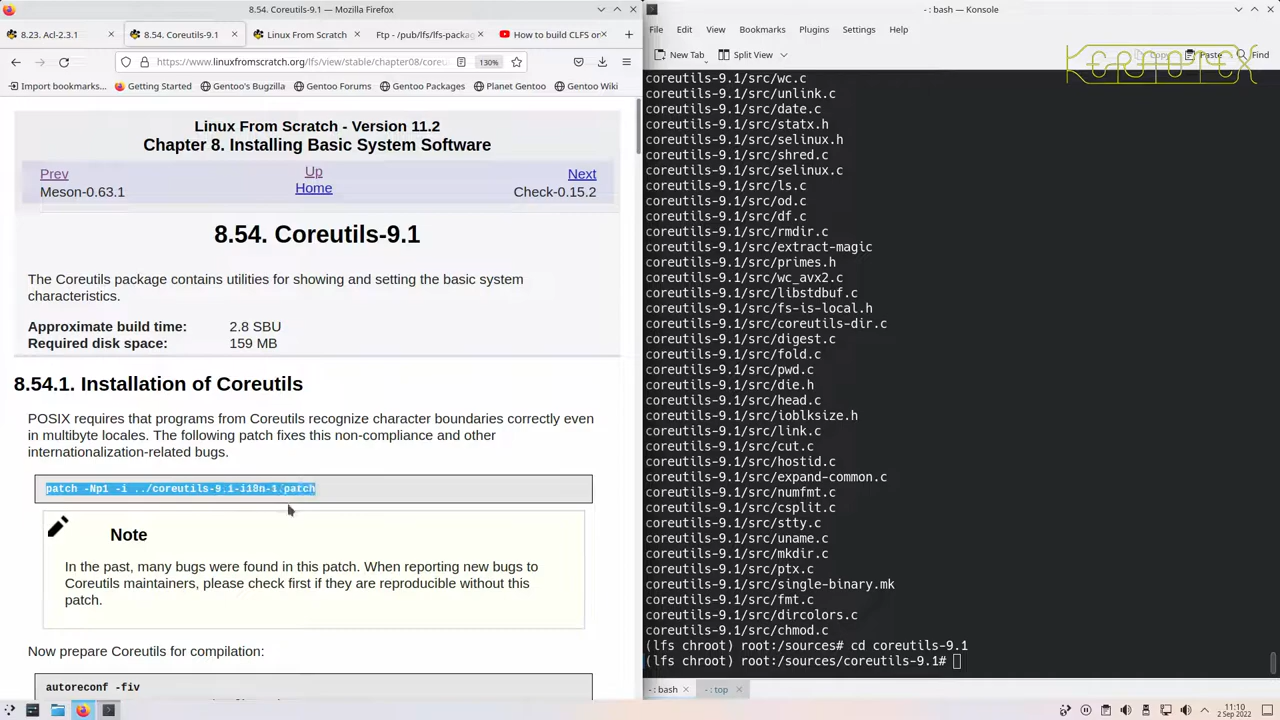 8.54. Coreutils-9.1 — Mozilla Firefox
8.23. Acl-2.3.1
8.54. Coreutils-9.1
Linux From Scratch
Ftp - /pub/lfs/lfs-packa
How to build CLFS on
https://www.linuxfromscratch.org/lfs/view/stable/chapter08/coreu
80%
Import bookmarks...
Getting Started
Gentoo's Bugzilla
Gentoo Forums
Gentoo Packages
Planet Gentoo
Gentoo Wiki
Linux From Scratch - Version 11.2
Chapter 8. Installing Basic System Software
Prev
Up
Next
Meson-0.63.1
Home
Check-0.15.2
8.54. Coreutils-9.1
The Coreutils package contains utilities for showing and setting the basic system
characteristics.
Approximate build time: 2.8 SBU
Required disk space: 159 MB
8.54.1. Installation of Coreutils
POSIX requires that programs from Coreutils recognize character boundaries correctly even
in multibyte locales. The following patch fixes this non-compliance and other
internationalization-related bugs.
patch -Np1 -i ../coreutils-9.1-i18n-1.patch
Note
In the past, many bugs were found in this patch. When reporting new bugs to
Coreutils maintainers, please check first if they are reproducible without this
patch.
Now prepare Coreutils for compilation:
autoreconf -fiv
- : bash — Konsole
File Edit View Bookmarks Plugins Settings Help
New Tab
Split View
Copy
Paste
Find
KERNOTEX
coreutils-9.1/src/wc.c
coreutils-9.1/src/unlink.c
coreutils-9.1/src/date.c
coreutils-9.1/src/statx.h
coreutils-9.1/src/selinux.h
coreutils-9.1/src/shred.c
coreutils-9.1/src/selinux.c
coreutils-9.1/src/ls.c
coreutils-9.1/src/od.c
coreutils-9.1/src/df.c
coreutils-9.1/src/rmdir.c
coreutils-9.1/src/extract-magic
coreutils-9.1/src/primes.h
coreutils-9.1/src/wc_avx2.c
coreutils-9.1/src/libstdbuf.c
coreutils-9.1/src/fs-is-local.h
coreutils-9.1/src/coreutils-dir.c
coreutils-9.1/src/digest.c
coreutils-9.1/src/fold.c
coreutils-9.1/src/pwd.c
coreutils-9.1/src/die.h
coreutils-9.1/src/head.c
coreutils-9.1/src/ioblksize.h
coreutils-9.1/src/link.c
coreutils-9.1/src/cut.c
coreutils-9.1/src/hostid.c
coreutils-9.1/src/expand-common.c
coreutils-9.1/src/numfmt.c
coreutils-9.1/src/csplit.c
coreutils-9.1/src/stty.c
coreutils-9.1/src/uname.c
coreutils-9.1/src/mkdir.c
coreutils-9.1/src/ptx.c
coreutils-9.1/src/single-binary.mk
coreutils-9.1/src/fmt.c
coreutils-9.1/src/dircolors.c
coreutils-9.1/src/chmod.c
(lfs chroot) root:/sources# cd coreutils-9.1
(lfs chroot) root:/sources/coreutils-9.1#
- : bash
- : top
11:10
2 Sep 2022